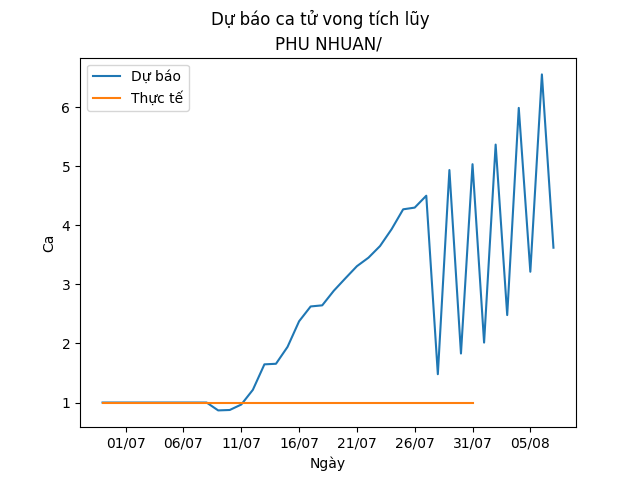 Dự báo ca tử vong tích lũy
PHU NHUAN/
Dự báo
Thực tế
6
5
4
3
2
1
Ca
01/07 06/07 11/07 16/07 21/07 26/07 31/07 05/08
Ngày